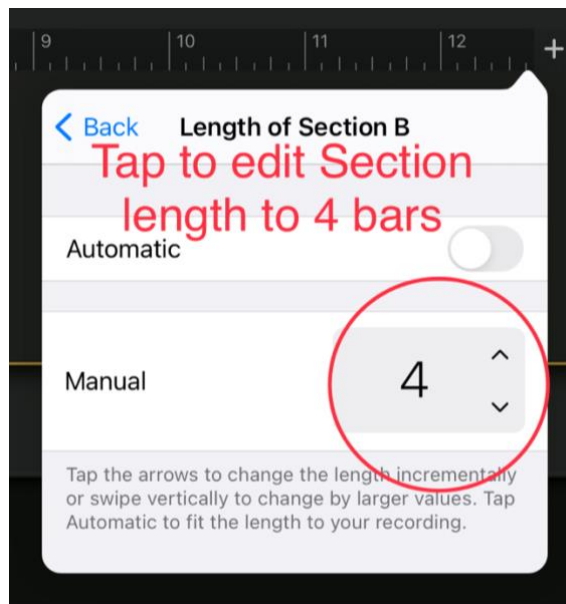 9 10 11 12 +
Back Length of Section B
Tap to edit Section
length to 4 bars
Automatic
Manual 4
Tap the arrows to change the length incrementally
or swipe vertically to change by larger values. Tap
Automatic to fit the length to your recording.